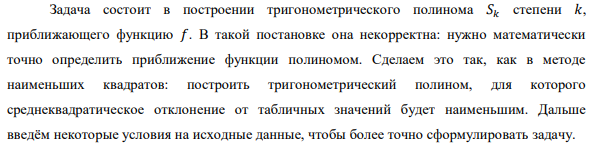 Задача состоит в построении тригонометрического полинома Sₖ степени k,
приближающего функцию f. В такой постановке она некорректна: нужно математически
точно определить приближение функции полиномом. Сделаем это так, как в методе
наименьших квадратов: построить тригонометрический полином, для которого
среднеквадратическое отклонение от табличных значений будет наименьшим. Дальше
введём некоторые условия на исходные данные, чтобы более точно сформулировать задачу.